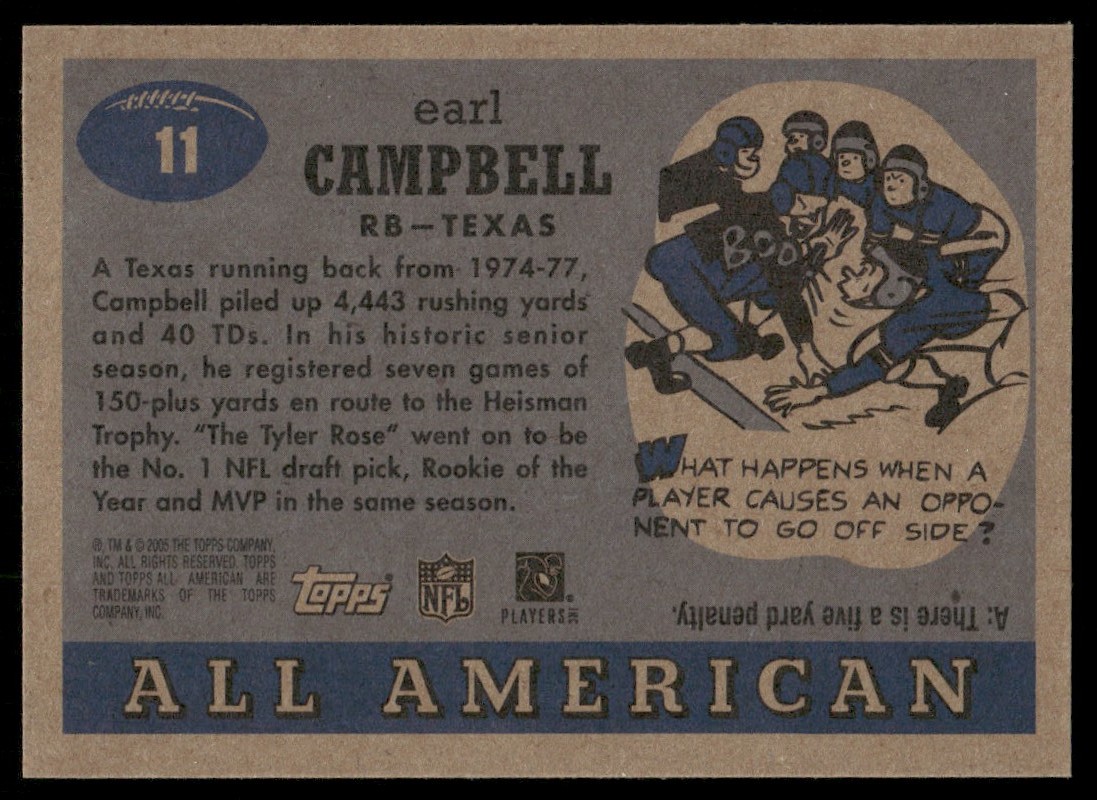 11
earl
CAMPBELL
RB–TEXAS
A Texas running back from 1974-77,
Campbell piled up 4,443 rushing yards
and 40 TDs. In his historic senior
season, he registered seven games of
150-plus yards en route to the Heisman
Trophy. "The Tyler Rose" went on to be
the No. 1 NFL draft pick, Rookie of the
Year and MVP in the same season.
®, TM & © 2005 THE TOPPS COMPANY,
INC. ALL RIGHTS RESERVED. TOPPS
AND TOPPS ALL AMERICAN ARE
TRADEMARKS OF THE TOPPS
COMPANY, INC.
topps®
NFL
PLAYERS INC
BOO!
WHAT HAPPENS WHEN A
PLAYER CAUSES AN OPPO-
NENT TO GO OFF SIDE?
A: There is a five yard penalty.
ALL AMERICAN